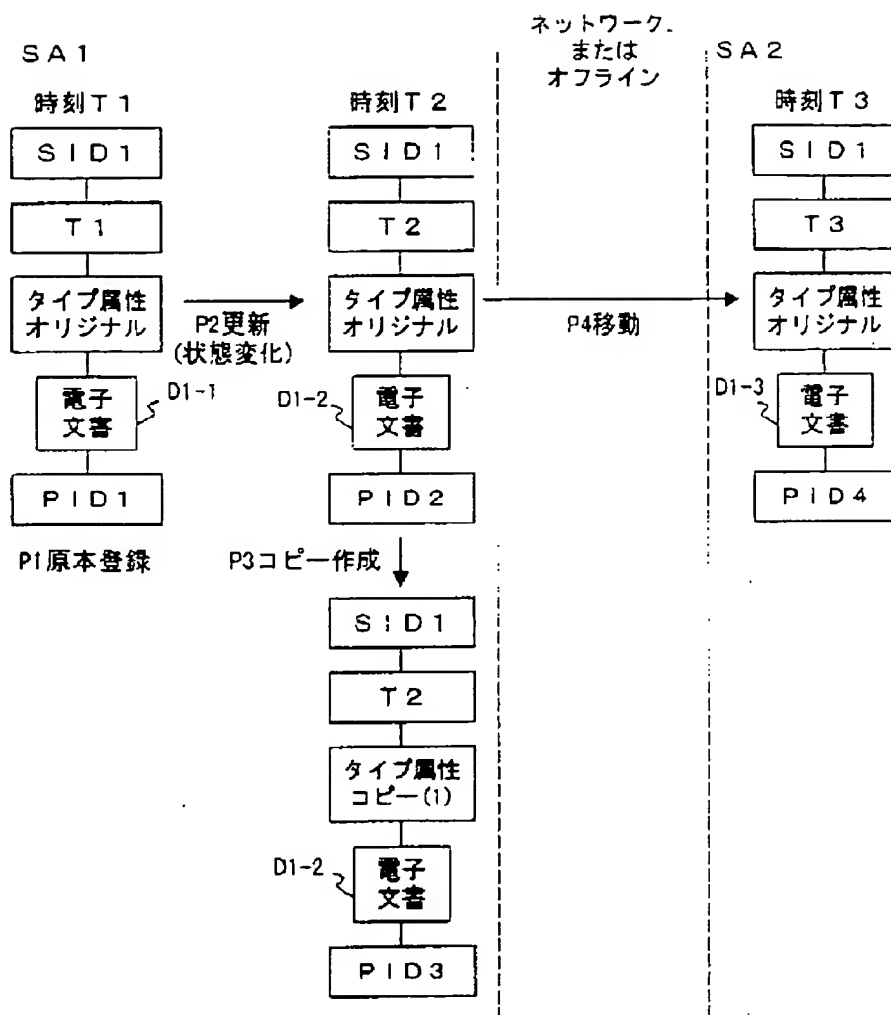 ネットワーク.
または
オフライン
SA1
SA2
時刻T1
SID1
T1
タイプ属性
オリジナル
電子
文書
D1-1
PID1
P1原本登録
P2更新
(状態変化)
時刻T2
SID1
T2
タイプ属性
オリジナル
D1-2
電子
文書
PID2
P3コピー作成
SID1
T2
タイプ属性
コピー(1)
D1-2
電子
文書
PID3
P4移動
時刻T3
SID1
T3
タイプ属性
オリジナル
D1-3
電子
文書
PID4